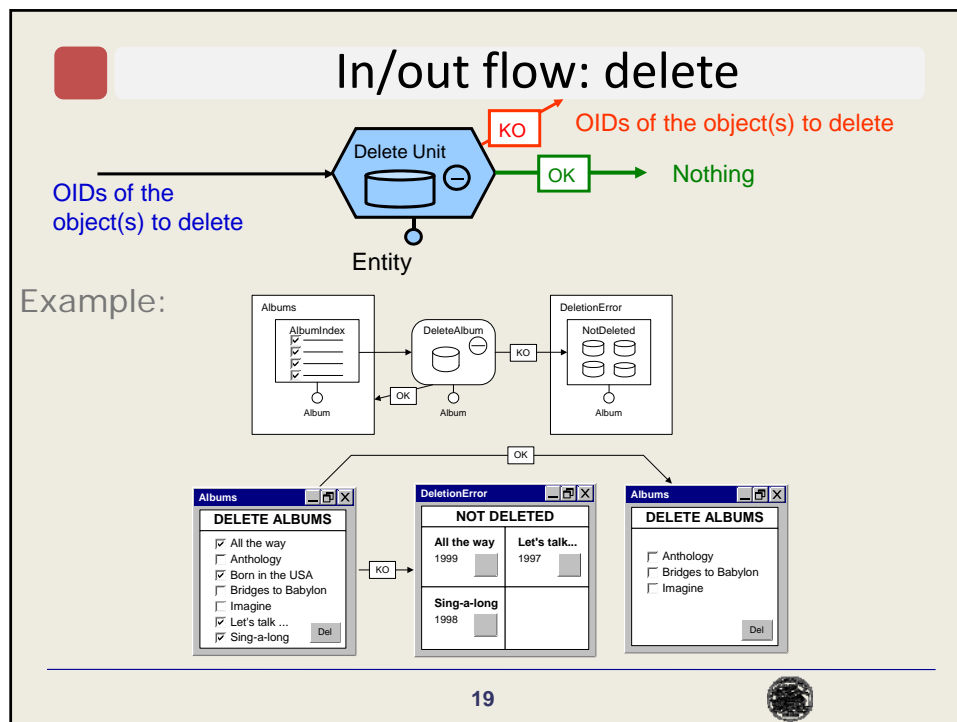 In/out flow: delete
KO
OIDs of the object(s) to delete
Delete Unit
OK
Nothing
OIDs of the
object(s) to delete
Entity
Example:
Albums
AlbumIndex
Album
DeleteAlbum
OK
Album
KO
DeletionError
NotDeleted
Album
OK
Albums
DELETE ALBUMS
All the way
Anthology
Born in the USA
Bridges to Babylon
Imagine
Let's talk ...
Sing-a-long
Del
KO
DeletionError
NOT DELETED
All the way
1999
Let's talk...
1997
Sing-a-long
1998
Albums
DELETE ALBUMS
Anthology
Bridges to Babylon
Imagine
Del
19